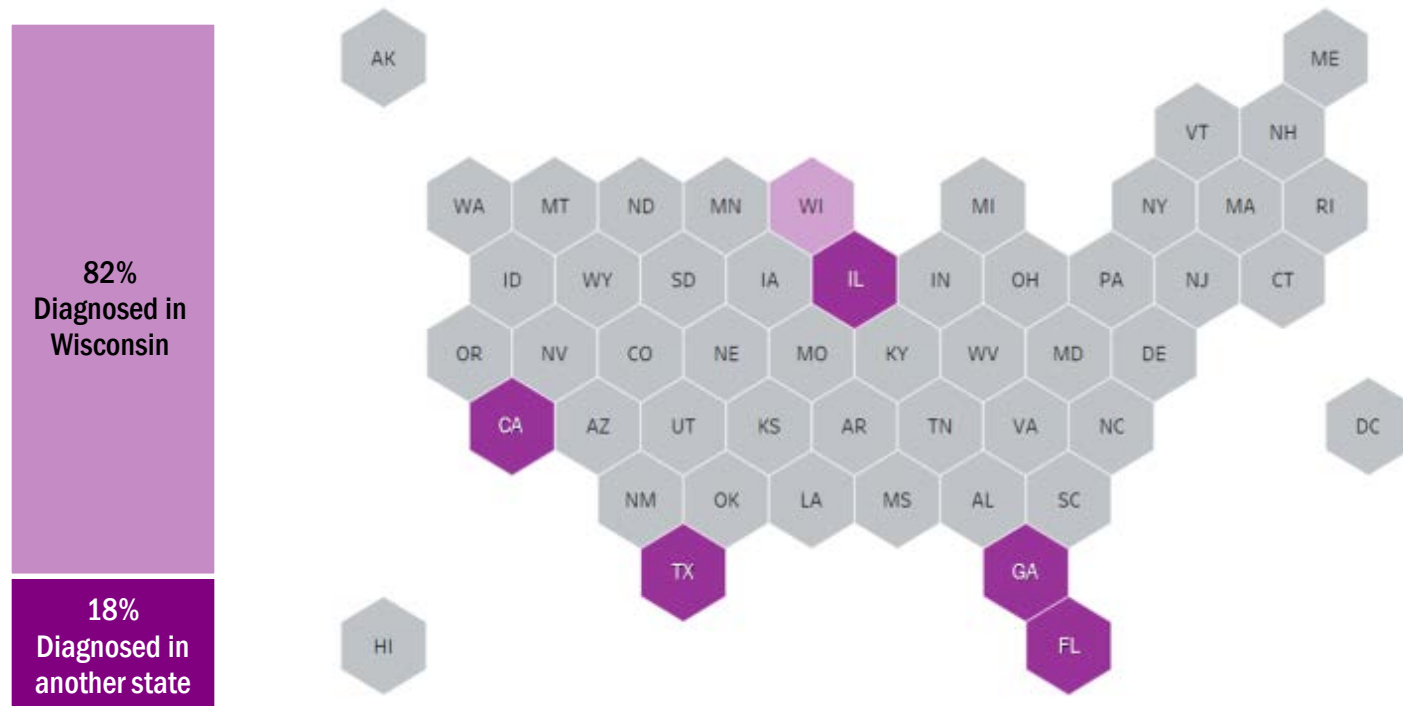 82%
Diagnosed in
Wisconsin
18%
Diagnosed in
another state
AK
ME
VT NH
WA MT ND MN WI MI NY MA RI
ID WY SD IA IL IN OH PA NJ CT
OR NV CO NE MO KY WV MD DE
CA AZ UT KS AR TN VA NC DC
NM OK LA MS AL SC
TX GA
HI FL